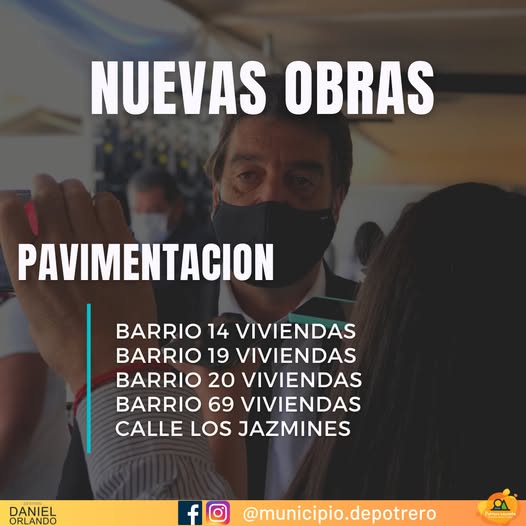 NUEVAS OBRAS
PAVIMENTACION
BARRIO 14 VIVIENDAS
BARRIO 19 VIVIENDAS
BARRIO 20 VIVIENDAS
BARRIO 69 VIVIENDAS
CALLE LOS JAZMINES
DANIEL
ORLANDO
@municipio.depotrero